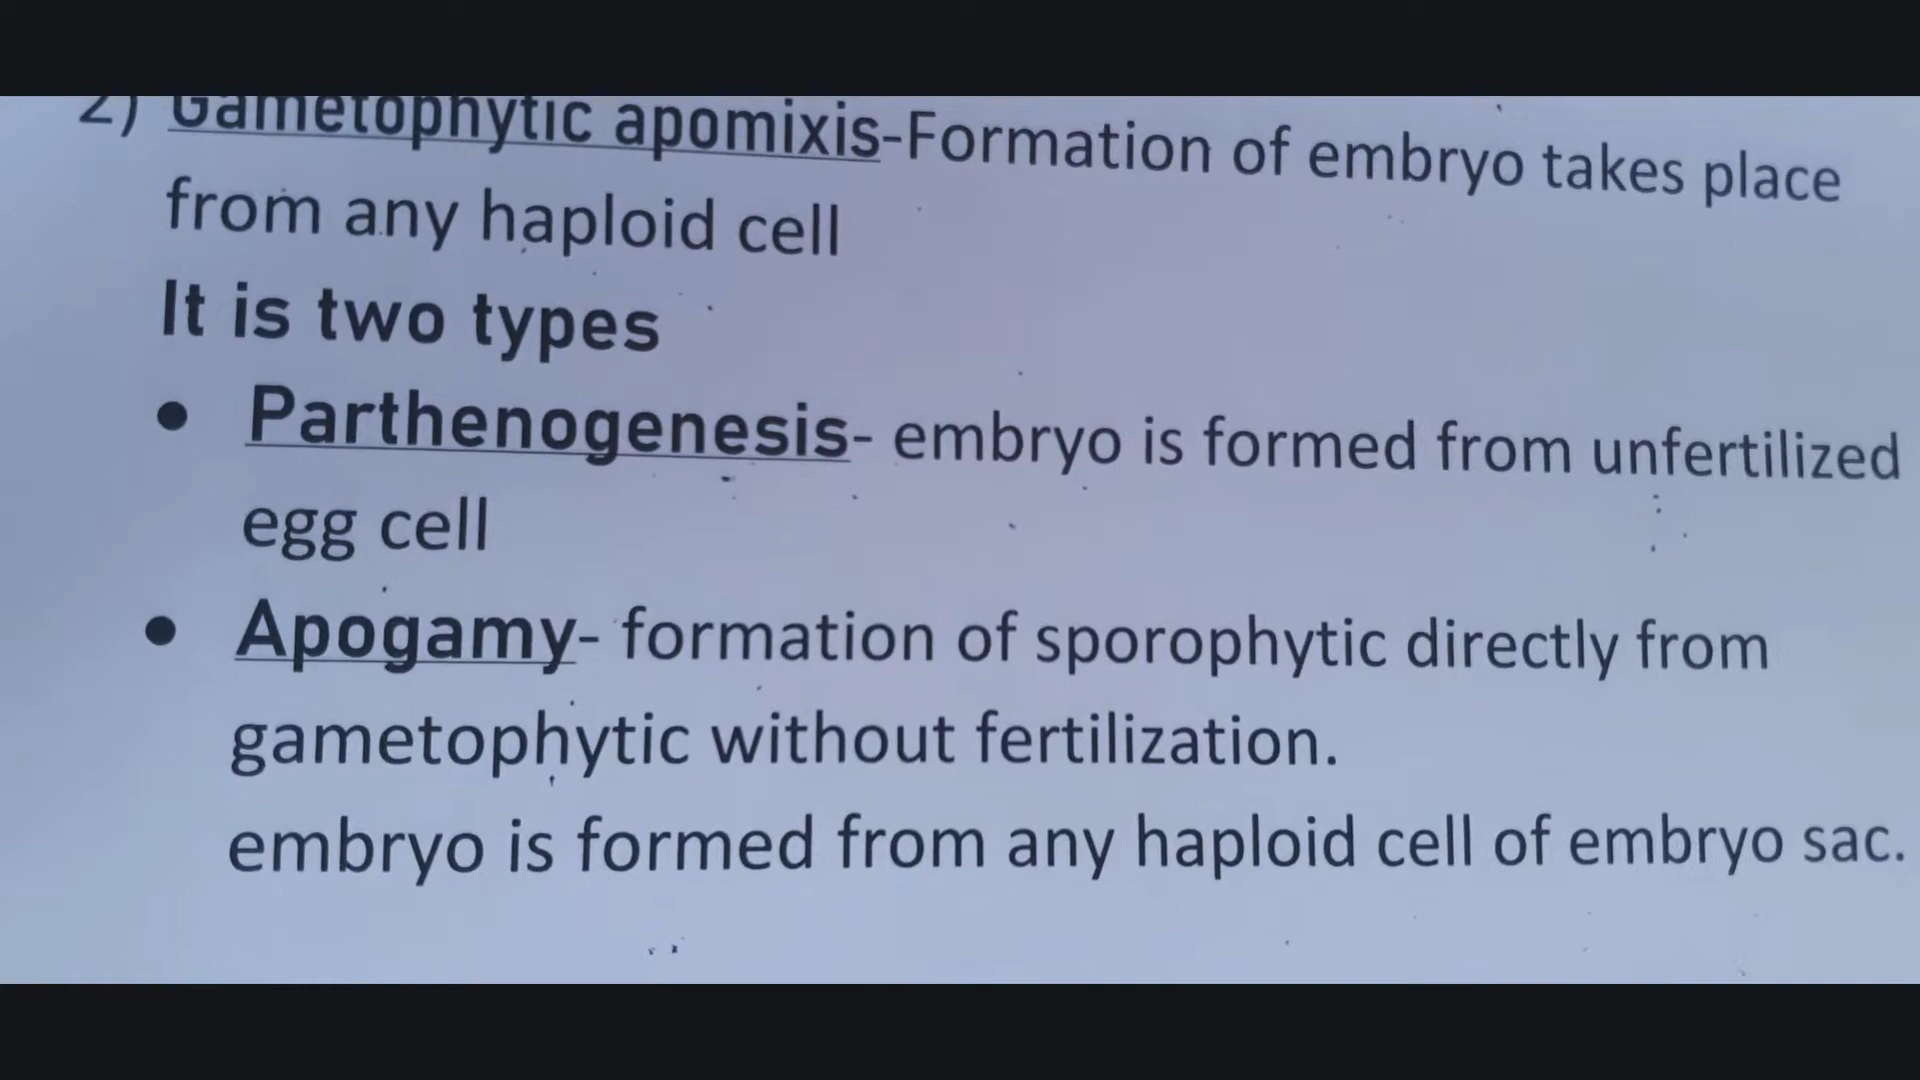 2) Gametophytic apomixis-Formation of embryo takes place
from any haploid cell
It is two types
• Parthenogenesis- embryo is formed from unfertilized
egg cell
• Apogamy- formation of sporophytic directly from
gametophytic without fertilization.
embryo is formed from any haploid cell of embryo sac.